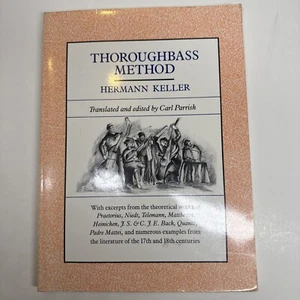 THOROUGHBASS
METHOD
HERMANN KELLER
Translated and edited by Carl Parrish
With excerpts from the theoretical works of
Praetorius, Niedt, Telemann, Mattheson,
Heinichen, J. S. & C. P. E. Bach, Quantz,
Padre Mattei, and numerous examples from
the literature of the 17th and 18th centuries